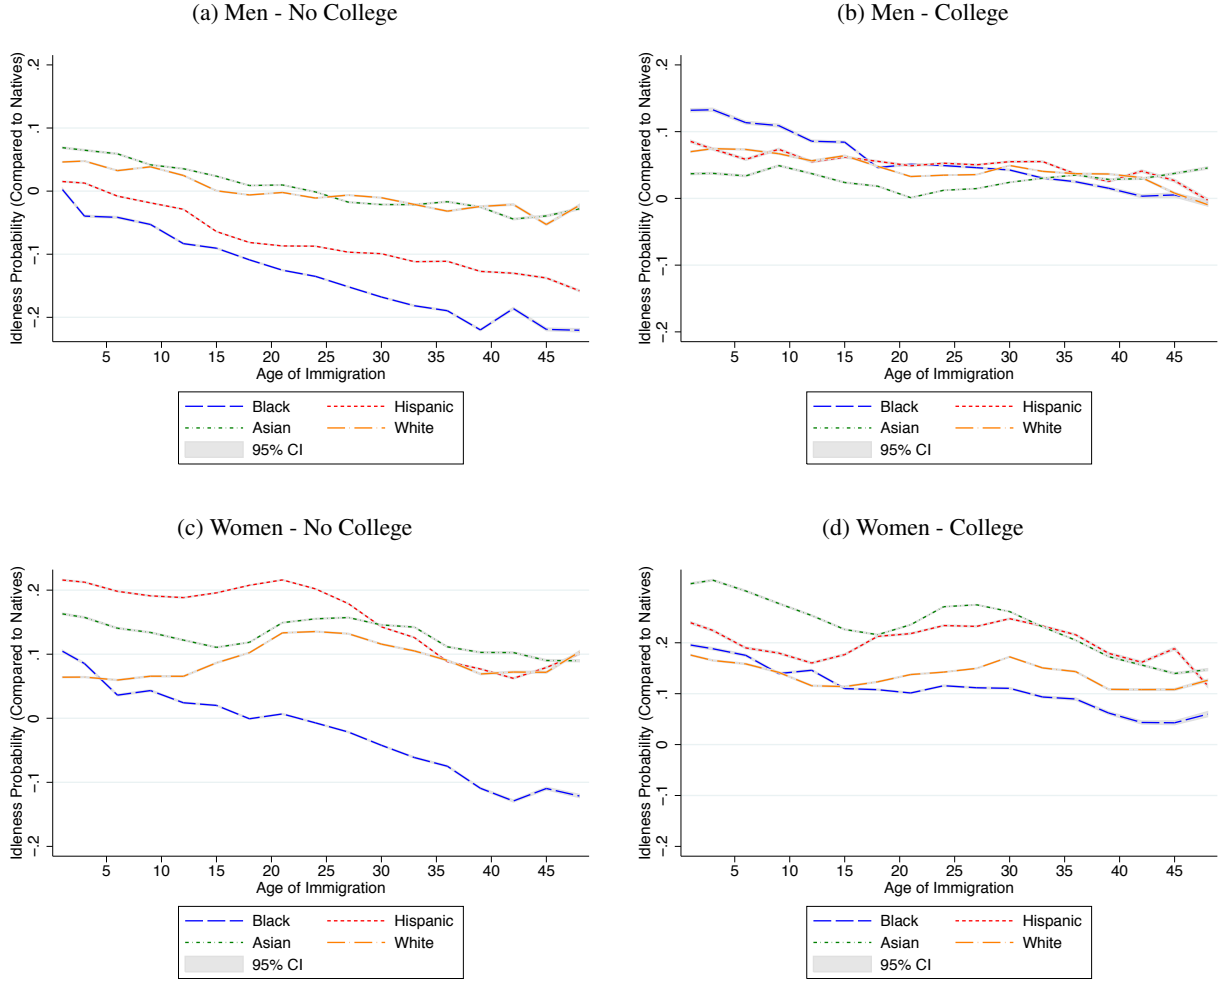 (a) Men - No College
Idleness Probability (Compared to Natives)
.2
.1
0
-.1
-.2
5 10 15 20 25 30 35 40 45
Age of Immigration
Black Hispanic
Asian White
95% CI
(b) Men - College
Idleness Probability (Compared to Natives)
.2
.1
0
-.1
-.2
5 10 15 20 25 30 35 40 45
Age of Immigration
Black Hispanic
Asian White
95% CI
(c) Women - No College
Idleness Probability (Compared to Natives)
.2
.1
0
-.1
-.2
5 10 15 20 25 30 35 40 45
Age of Immigration
Black Hispanic
Asian White
95% CI
(d) Women - College
Idleness Probability (Compared to Natives)
.2
.1
0
-.1
-.2
5 10 15 20 25 30 35 40 45
Age of Immigration
Black Hispanic
Asian White
95% CI